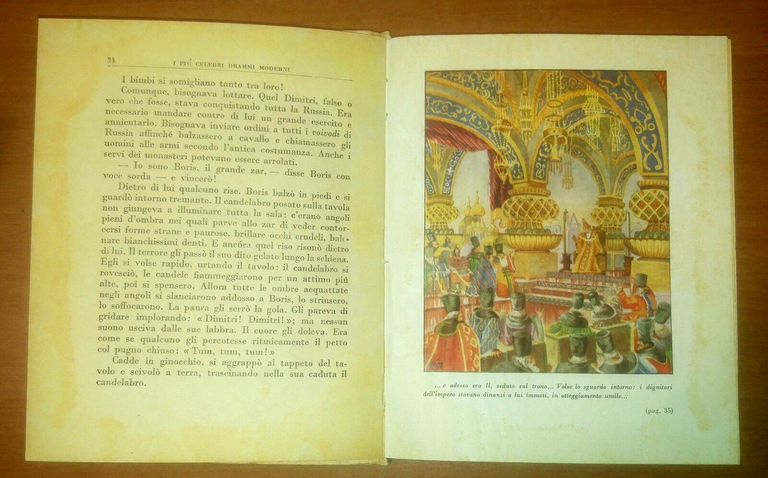 34
I PIÙ CELEBRI DRAMMI MODERNI
I bimbi si somigliano tanto tra loro!
Comunque, bisognava lottare. Quel Dimitri, falso o
vero che fosse, stava conquistando tutta la Russia. Era
necessario mandare contro di lui un grande esercito e
annientarlo. Bisognava inviare ordini a tutti i voivodi di
Russia affinché balzassero a cavallo e chiamassero gli
uomini alle armi secondo l'antica costumanza. Anche i
servi dei monasteri potevano essere arrolati.
— Io sono Boris, il grande zar, — disse Boris con
voce sorda — e vincerò!
Dietro di lui qualcuno rise. Boris balzò in piedi e si
guardò intorno tremante. Il candelabro posato sulla tavola
non giungeva a illuminare tutta la sala: c'erano angoli
pieni d'ombra nei quali parve allo zar di veder contor-
cersi forme strane e paurose, brillare occhi crudeli, bale-
nare bianchissimi denti. E ancóra quel riso risonò dietro
di lui. Il terrore gli passò il suo dito gelato lungo la schiena.
Egli si volse rapido, urtando il tavolo: il candelabro si
rovesciò, le candele fiammeggiarono per un attimo piú
alte, poi si spensero. Allora tutte le ombre acquattate
negli angoli si slanciarono addosso a Boris, lo strinsero,
lo soffocarono. La paura gli serrò la gola. Gli pareva di
gridare implorando: « Dimitri! Dimitri! »; ma nessun
suono usciva dalle sue labbra. Il cuore gli doleva. Era
come se qualcuno gli percotesse ritmicamente il petto
col pugno chiuso: « Tum, tum, tum! »
Cadde in ginocchio, si aggrappò al tappeto del ta-
volo e scivolò a terra, trascinando nella sua caduta il
candelabro.
... e adesso era lì, seduto sul trono... Volse lo sguardo intorno: i dignitari
dell'impero stavano dinanzi a lui immoti, in atteggiamento umile...
(pag. 35)